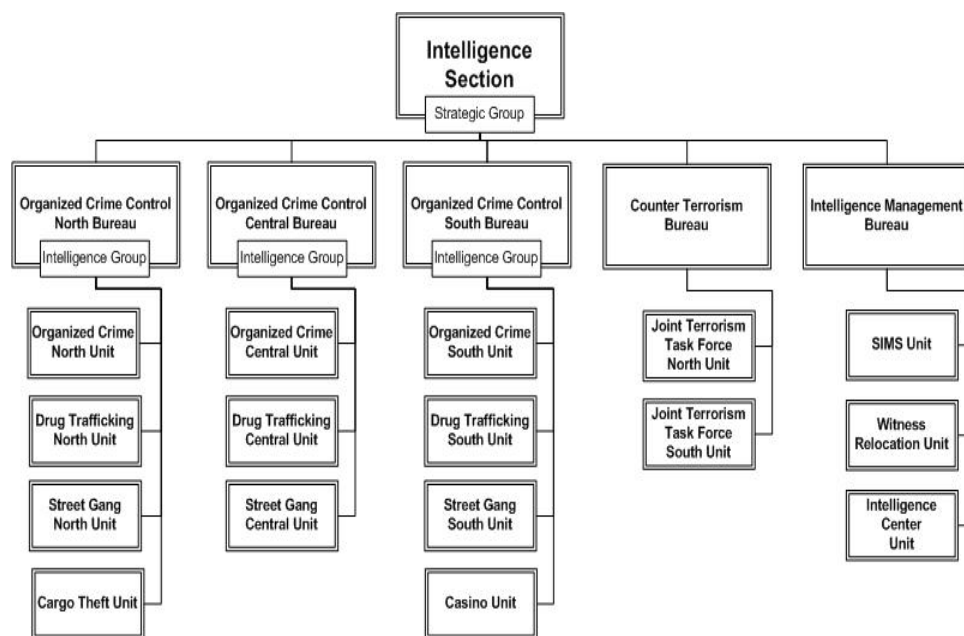 Intelligence
Section
Strategic Group
Organized Crime Control
North Bureau
Intelligence Group
Organized Crime Control
Central Bureau
Intelligence Group
Organized Crime Control
South Bureau
Intelligence Group
Counter Terrorism
Bureau
Intelligence Management
Bureau
Organized Crime
North Unit
Drug Trafficking
North Unit
Street Gang
North Unit
Cargo Theft Unit
Organized Crime
Central Unit
Drug Trafficking
Central Unit
Street Gang
Central Unit
Organized Crime
South Unit
Drug Trafficking
South Unit
Street Gang
South Unit
Casino Unit
Joint Terrorism
Task Force
North Unit
Joint Terrorism
Task Force
South Unit
SIMS Unit
Witness
Relocation Unit
Intelligence
Center
Unit